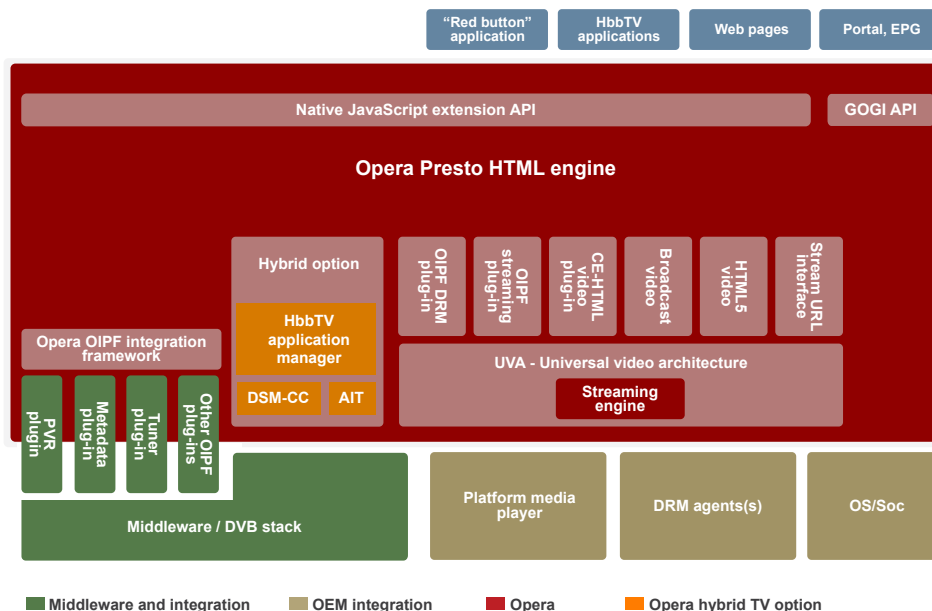 “Red button”
application
HbbTV
applications
Web pages
Portal, EPG
Native JavaScript extension API
GOGI API
Opera Presto HTML engine
Hybrid option
HbbTV
application
manager
DSM-CC
AIT
OIPF DRM
plug-in
OIPF
streaming
plug-in
CE-HTML
video
plug-in
Broadcast
video
HTML5
video
Stream URL
interface
Opera OIPF integration
framework
UVA - Universal video architecture
Streaming
engine
PVR
plugin
Metadata
plug-in
Tuner
plug-in
Other OIPF
plug-ins
Middleware / DVB stack
Platform media
player
DRM agents(s)
OS/Soc
Middleware and integration
OEM integration
Opera
Opera hybrid TV option